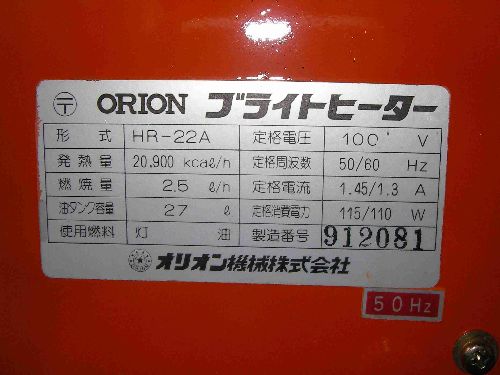 〒 ORION ブライトヒーター
形式 HR-22A 定格電圧 100 V
発熱量 20,900 kcaℓ/h 定格周波数 50/60 Hz
燃焼量 2.5 ℓ/h 定格電流 1.45/1.3 A
油タンク容量 27 ℓ 定格消費電力 115/110 W
使用燃料 灯油 製造番号 912081
オリオン機械株式会社
50Hz